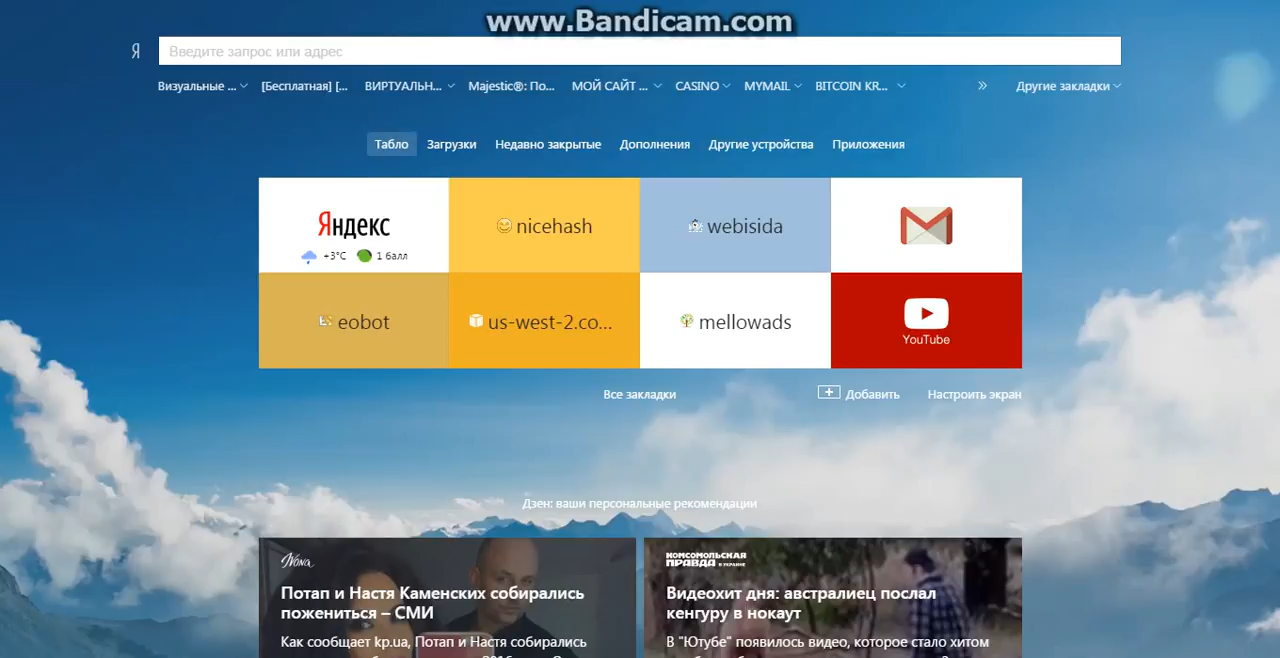 www.Bandicam.com
Я Введите запрос или адрес
Визуальные ... [Бесплатная] [... ВИРТУАЛЬН... Majestic®: По... МОЙ САЙТ ... CASINO MYMAIL BITCOIN KR... » Другие закладки
Табло Загрузки Недавно закрытые Дополнения Другие устройства Приложения
Яндекс
+3°C 1 балл
nicehash
webisida
eobot
us-west-2.co...
mellowads
YouTube
Все закладки Добавить Настроить экран
Дзен: ваши персональные рекомендации
Ivona
Потап и Настя Каменских собирались
пожениться – СМИ
Как сообщает kp.ua, Потап и Настя собирались
КОМСОМОЛЬСКАЯ
ПРАВДА В УКРАИНЕ
Видеохит дня: австралиец послал
кенгуру в нокаут
В "Ютубе" появилось видео, которое стало хитом